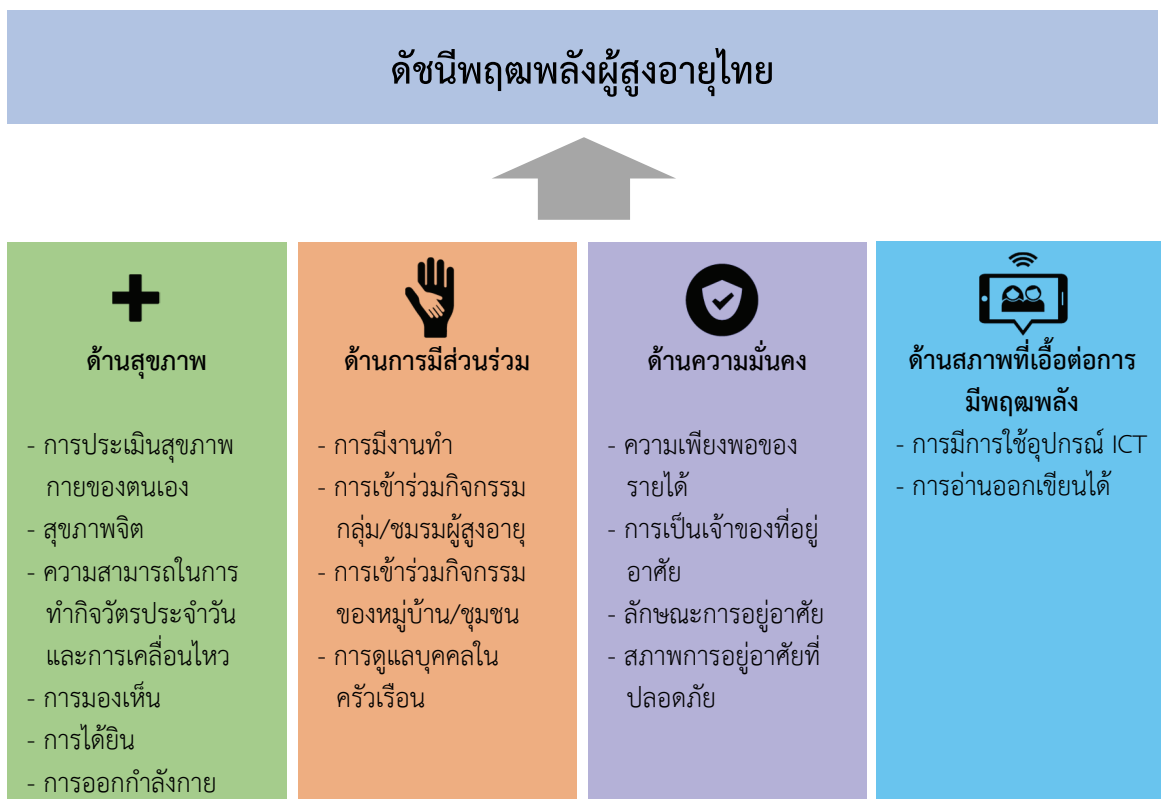 ดัชนีพฤฒพลังผู้สูงอายุไทย
ด้านสุขภาพ
- การประเมินสุขภาพ
กายของตนเอง
- สุขภาพจิต
- ความสามารถในการ
ทำกิจวัตรประจำวัน
และการเคลื่อนไหว
- การมองเห็น
- การได้ยิน
- การออกกำลังกาย
ด้านการมีส่วนร่วม
- การมีงานทำ
- การเข้าร่วมกิจกรรม
กลุ่ม/ชมรมผู้สูงอายุ
- การเข้าร่วมกิจกรรม
ของหมู่บ้าน/ชุมชน
- การดูแลบุคคลใน
ครัวเรือน
ด้านความมั่นคง
- ความเพียงพอของ
รายได้
- การเป็นเจ้าของที่อยู่
อาศัย
- ลักษณะการอยู่อาศัย
- สภาพการอยู่อาศัยที่
ปลอดภัย
ด้านสภาพที่เอื้อต่อการ
มีพฤฒพลัง
- การมีการใช้อุปกรณ์ ICT
- การอ่านออกเขียนได้